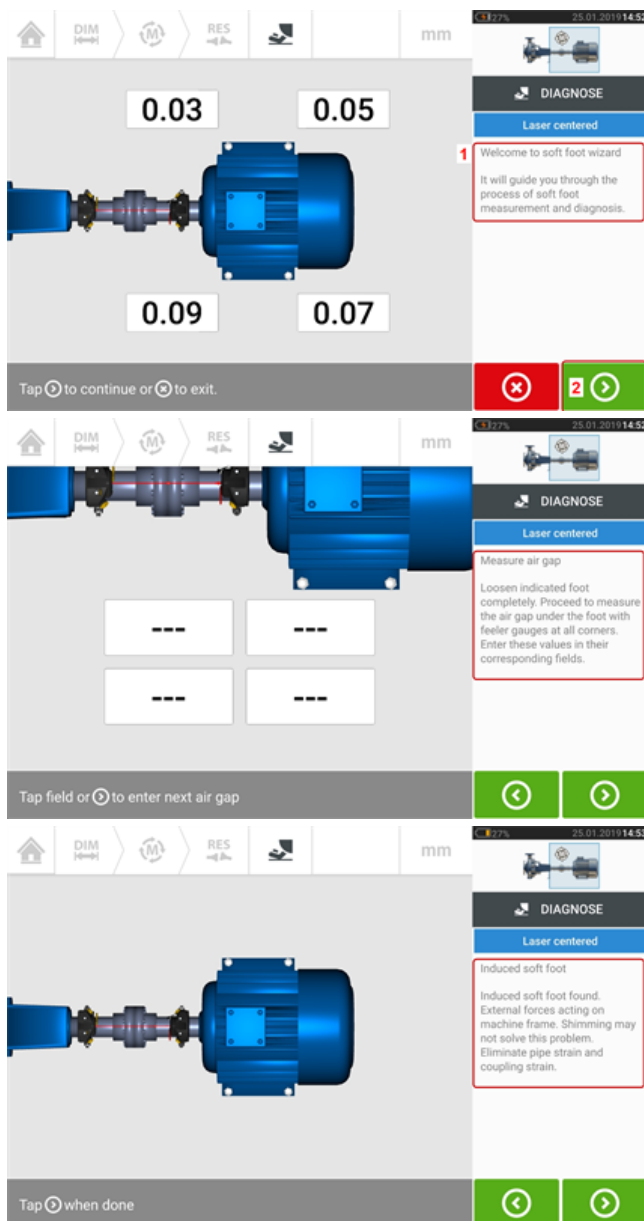 DIM RES mm 27% 25.01.2019 14:52
M
DIAGNOSE
Laser centered
0.03 0.05
0.09 0.07
1 Welcome to soft foot wizard
It will guide you through the
process of soft foot
measurement and diagnosis.
Tap to continue or to exit.
2
DIM RES mm 27% 25.01.2019 14:52
M
DIAGNOSE
Laser centered
Measure air gap
Loosen indicated foot
completely. Proceed to measure
the air gap under the foot with
feeler gauges at all corners.
Enter these values in their
corresponding fields.
--- ---
--- ---
Tap field or to enter next air gap
DIM RES mm 27% 25.01.2019 14:53
M
DIAGNOSE
Laser centered
Induced soft foot
Induced soft foot found.
External forces acting on
machine frame. Shimming may
not solve this problem.
Eliminate pipe strain and
coupling strain.
Tap when done